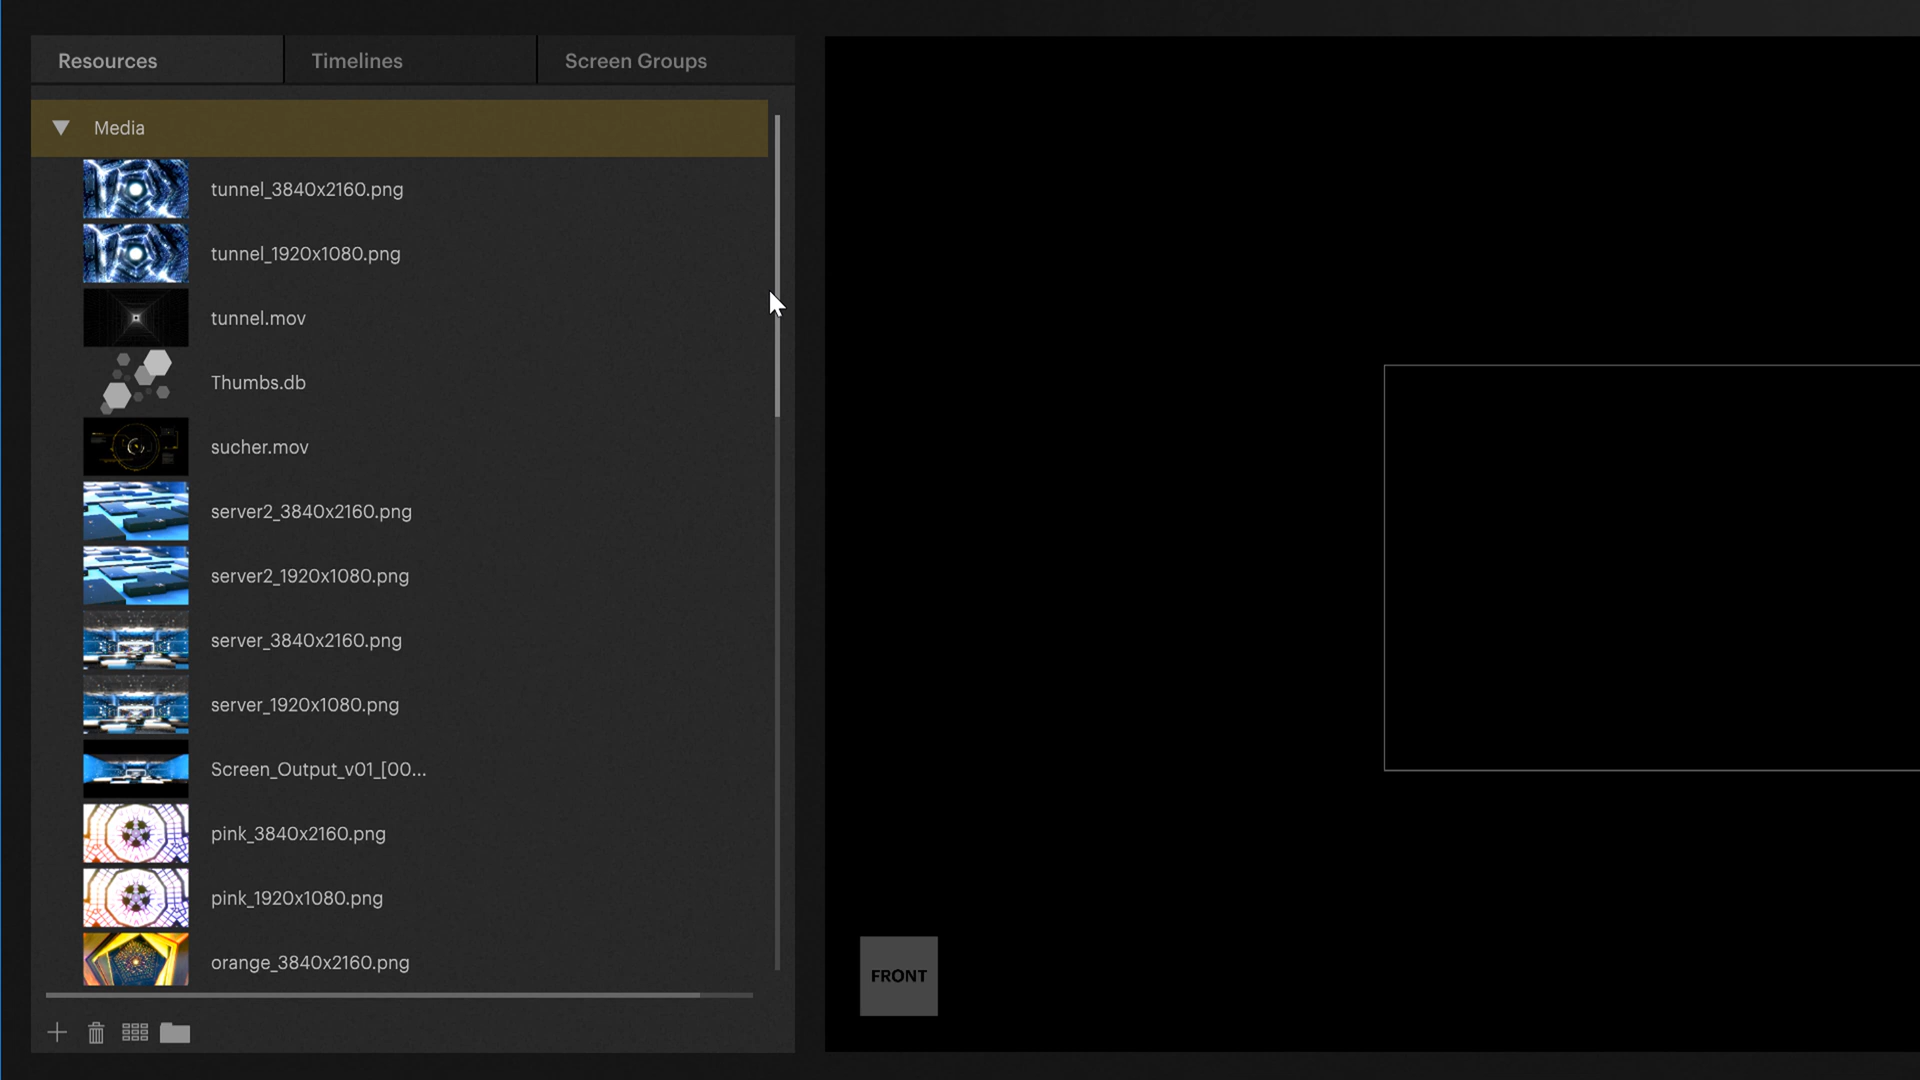 Resources
Timelines
Screen Groups
Media
tunnel_3840x2160.png
tunnel_1920x1080.png
tunnel.mov
Thumbs.db
sucher.mov
server2_3840x2160.png
server2_1920x1080.png
server_3840x2160.png
server_1920x1080.png
Screen_Output_v01_[00...
pink_3840x2160.png
pink_1920x1080.png
orange_3840x2160.png
FRONT